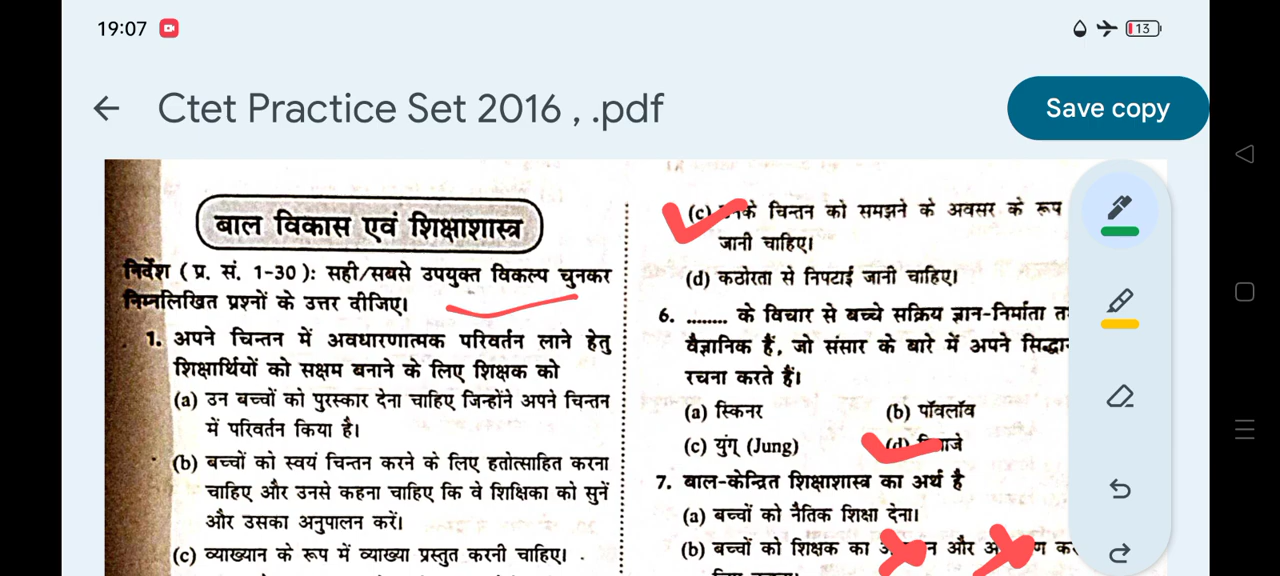 19:07
13
Ctet Practice Set 2016 , .pdf
Save copy
बाल विकास एवं शिक्षाशास्त्र
निर्देश (प्र. सं. 1-30): सही/सबसे उपयुक्त विकल्प चुनकर
निम्नलिखित प्रश्नों के उत्तर दीजिए।
1. अपने चिन्तन में अवधारणात्मक परिवर्तन लाने हेतु
शिक्षार्थियों को सक्षम बनाने के लिए शिक्षक को
(a) उन बच्चों को पुरस्कार देना चाहिए जिन्होंने अपने चिन्तन
में परिवर्तन किया है।
(b) बच्चों को स्वयं चिन्तन करने के लिए हतोत्साहित करना
चाहिए और उनसे कहना चाहिए कि वे शिक्षिका को सुनें
और उसका अनुपालन करें।
(c) व्याख्यान के रूप में व्याख्या प्रस्तुत करनी चाहिए।
(c) चिन्तन को समझने के अवसर के रूप
जानी चाहिए।
(d) कठोरता से निपटाई जानी चाहिए।
6. ........ के विचार से बच्चे सक्रिय ज्ञान-निर्माता
वैज्ञानिक हैं, जो संसार के बारे में अपने
रचना करते हैं।
(a) स्किनर (b) पॉवलॉव
(c) युंग् (Jung) (d)
7. बाल-केन्द्रित शिक्षाशास्त्र का अर्थ है
(a) बच्चों को नैतिक शिक्षा देना।
(b) बच्चों को शिक्षक का और